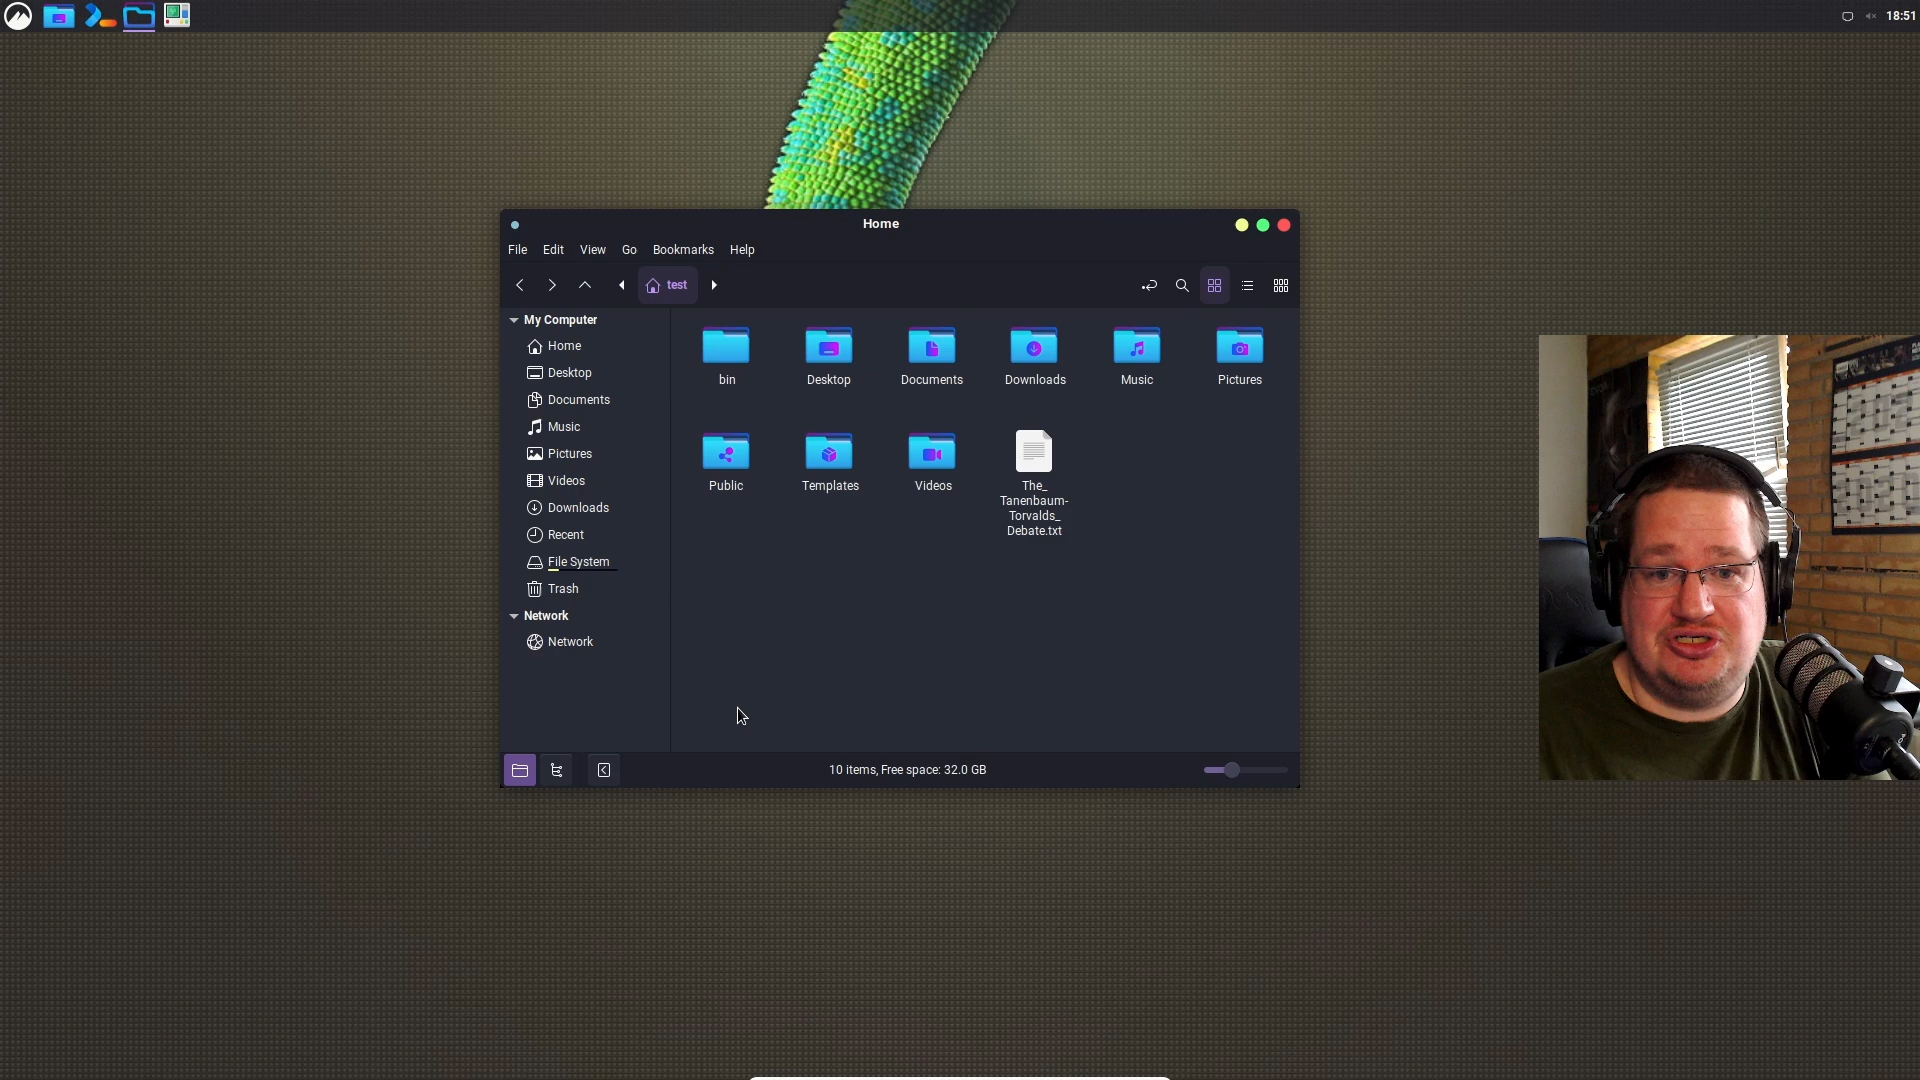 18:51
Home
File Edit View Go Bookmarks Help
test
My Computer
Home
Desktop
Documents
Music
Pictures
Videos
Downloads
Recent
File System
Trash
Network
Network
bin Desktop Documents Downloads Music Pictures
Public Templates Videos The_
Tanenbaum-
Torvalds_
Debate.txt
10 items, Free space: 32.0 GB